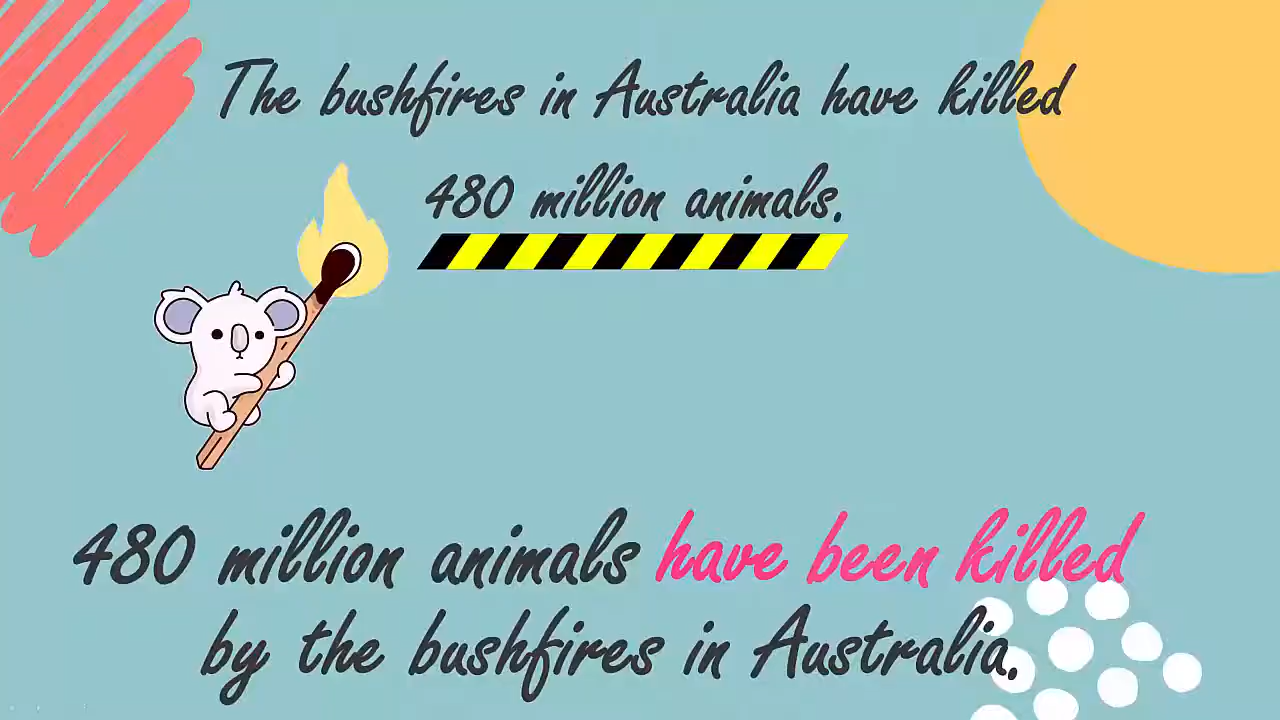 The bushfires in Australia have killed
480 million animals.
480 million animals have been killed
by the bushfires in Australia.